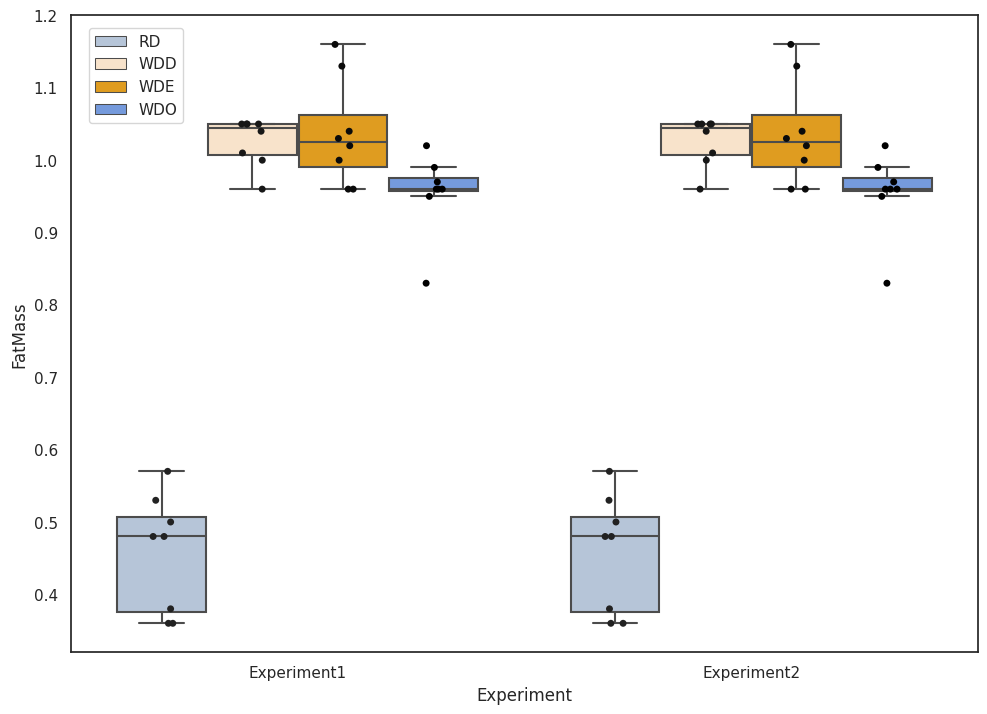 1.2
RD
WDD
WDE
WDO
1.1
1.0
0.9
0.8
0.7
0.6
0.5
0.4
FatMass
Experiment1
Experiment2
Experiment